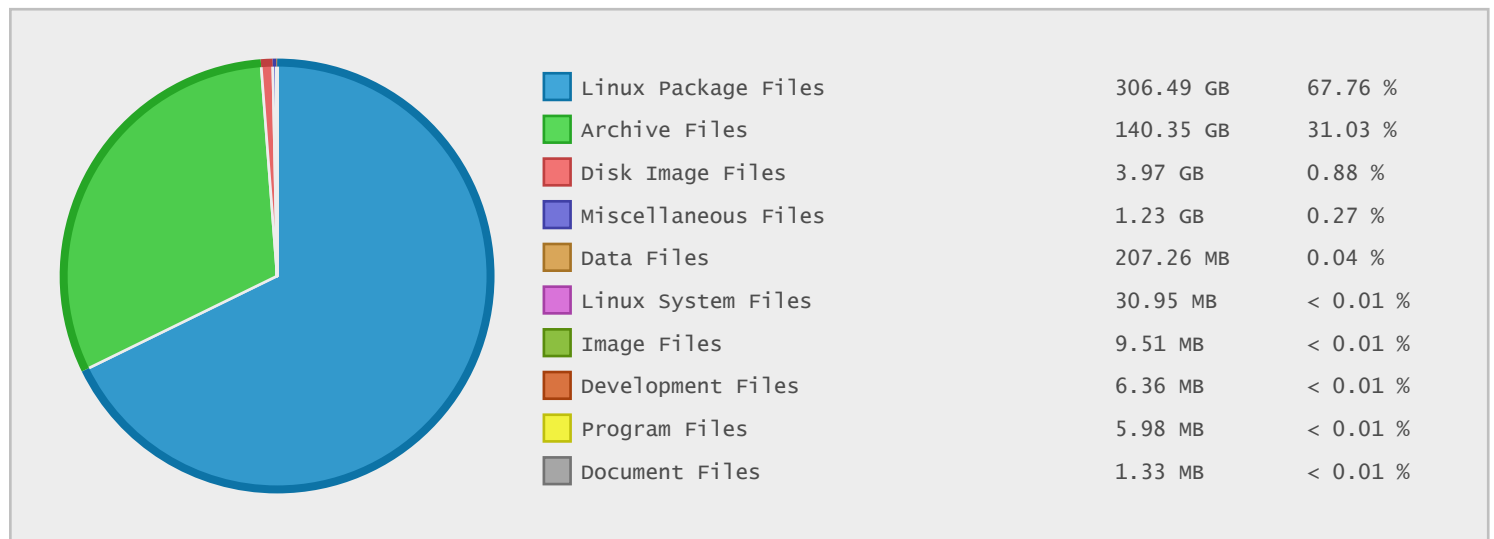 Linux Package Files 306.49 GB 67.76 %
Archive Files 140.35 GB 31.03 %
Disk Image Files 3.97 GB 0.88 %
Miscellaneous Files 1.23 GB 0.27 %
Data Files 207.26 MB 0.04 %
Linux System Files 30.95 MB < 0.01 %
Image Files 9.51 MB < 0.01 %
Development Files 6.36 MB < 0.01 %
Program Files 5.98 MB < 0.01 %
Document Files 1.33 MB < 0.01 %